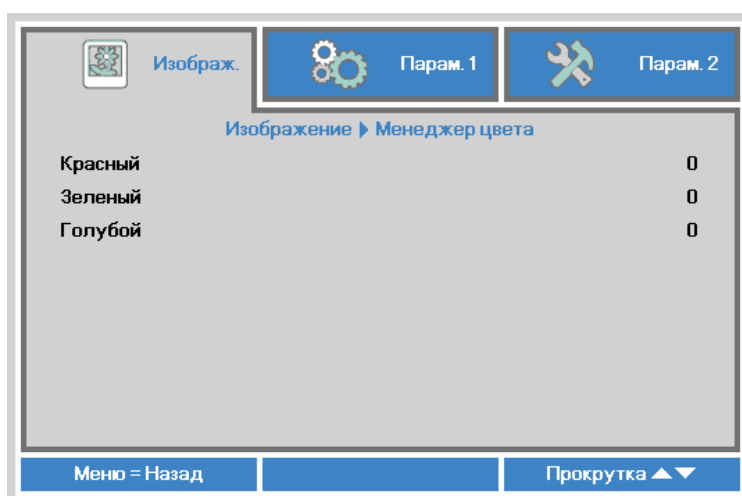 Изображ. Парам. 1 Парам. 2
Изображение ▶ Менеджер цвета
Красный 0
Зеленый 0
Голубой 0
Меню = Назад Прокрутка ▲▼